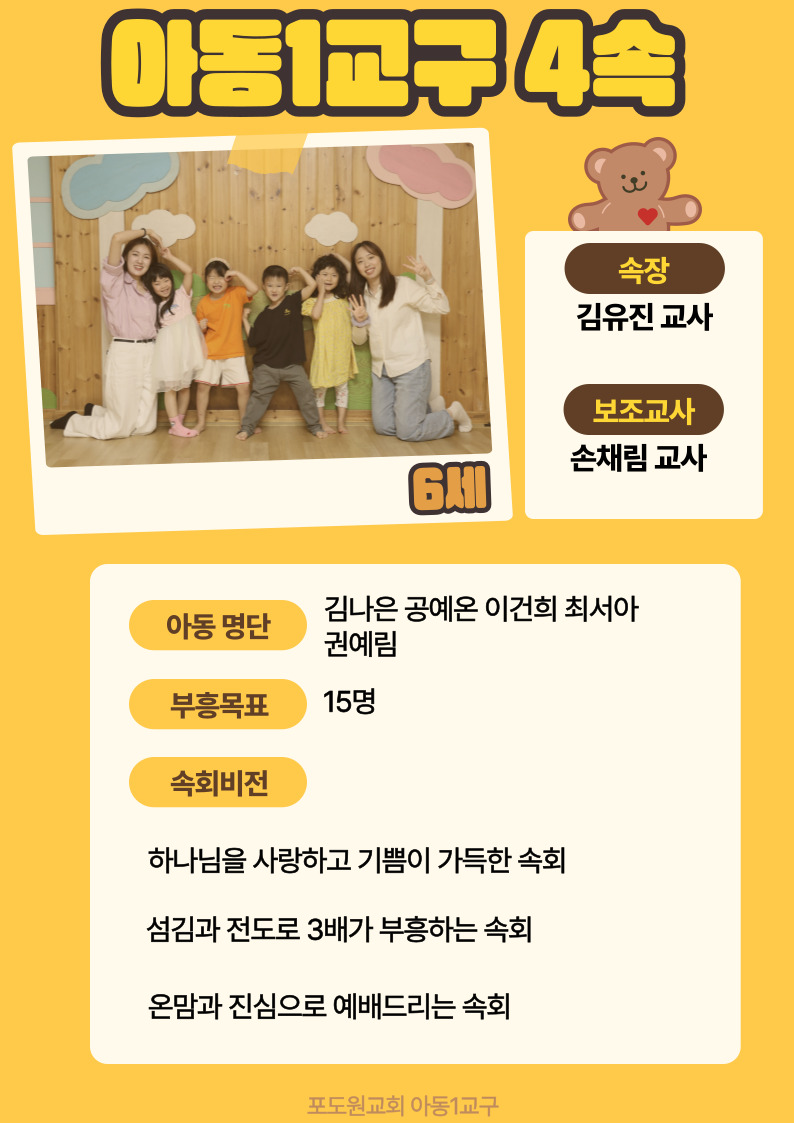 아동1교구 4속
속장
김유진 교사
보조교사
손채림 교사
6세
아동 명단
김나은 공예온 이건희 최서아
권예림
부흥목표
15명
속회비전
하나님을 사랑하고 기쁨이 가득한 속회
섬김과 전도로 3배가 부흥하는 속회
온맘과 진심으로 예배드리는 속회
포도원교회 아동1교구